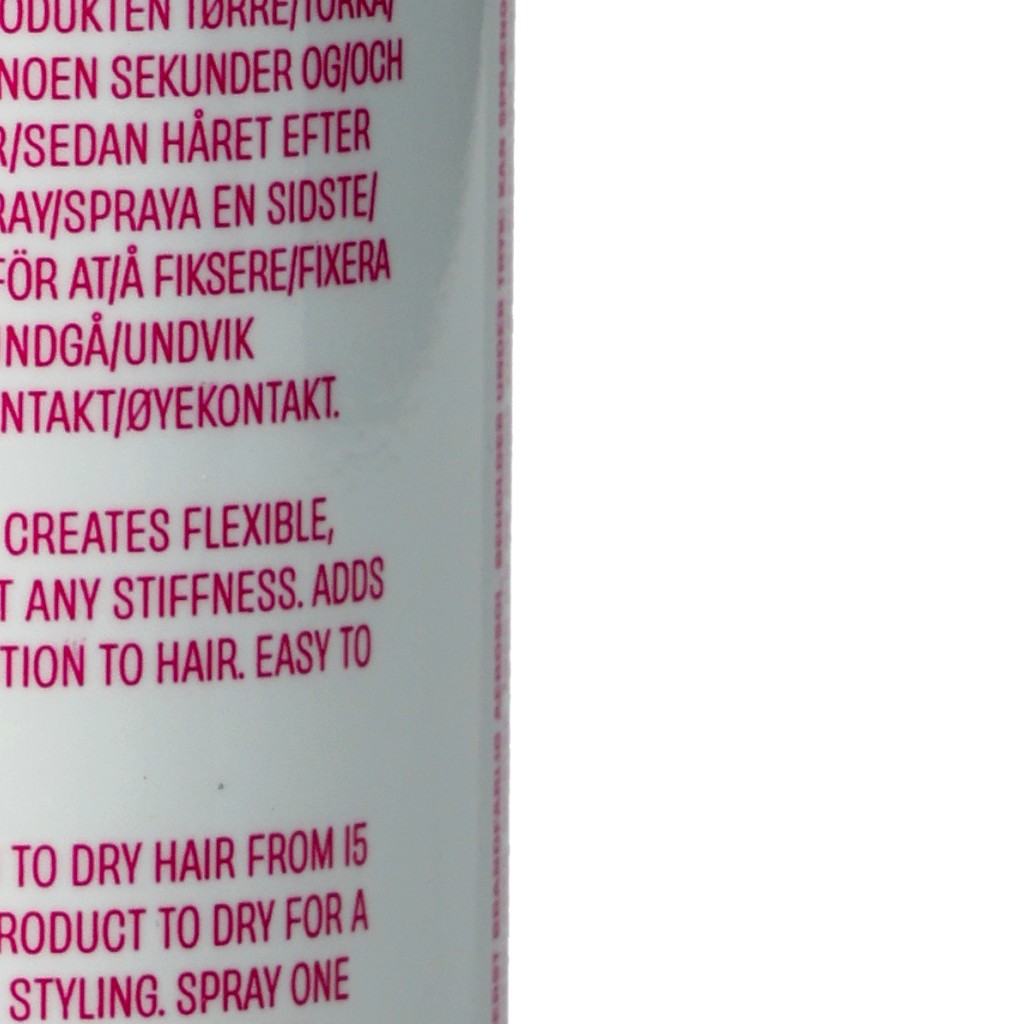 ODUKTEN TØRRE/TORKA/
NOEN SEKUNDER OG/OCH
R/SEDAN HÅRET EFTER
RAY/SPRAYA EN SIDSTE/
FÖR AT/Å FIKSERE/FIXERA
UNDGÅ/UNDVIK
NTAKT/ØYEKONTAKT.
CREATES FLEXIBLE,
T ANY STIFFNESS. ADDS
TION TO HAIR. EASY TO
TO DRY HAIR FROM 15
RODUCT TO DRY FOR A
STYLING. SPRAY ONE